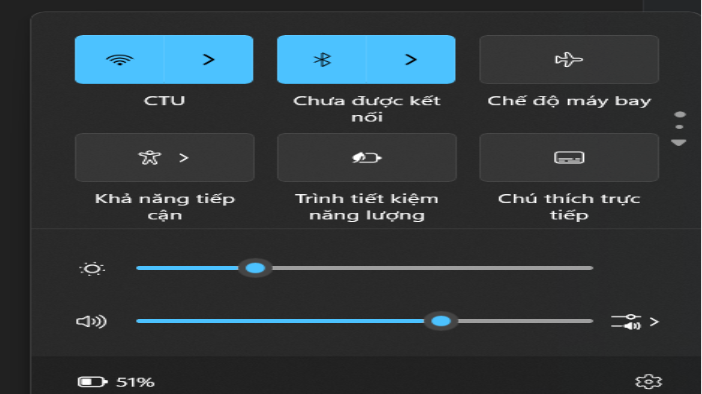 CTU
Chưa được kết
nối
Chế độ máy bay
Khả năng tiếp
cận
Trình tiết kiệm
năng lượng
Chú thích trực
tiếp
51%